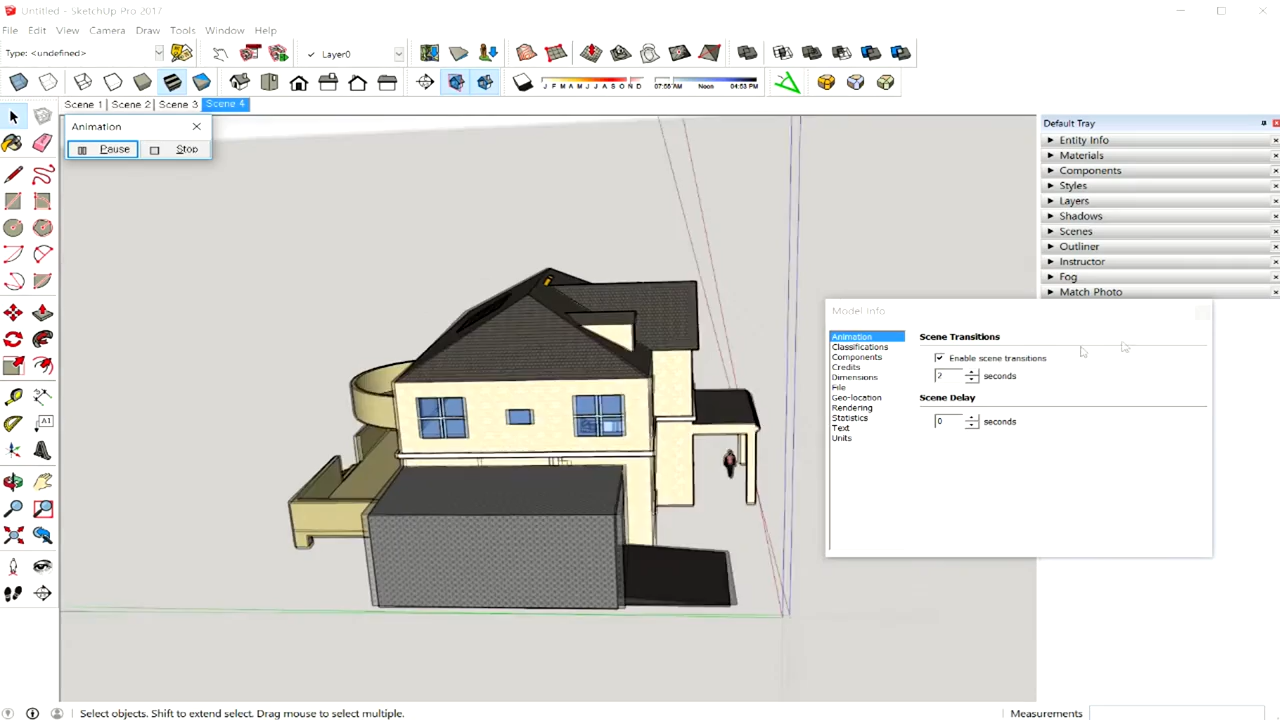 Untitled - SketchUp Pro 2017
File Edit View Camera Draw Tools Window Help
Type: <undefined>
Layer0
J F M A M J J A S O N D
07:56 AM Noon 04:53 PM
Scene 1 Scene 2 Scene 3 Scene 4
Animation
Pause Stop
Default Tray
Entity Info
Materials
Components
Styles
Layers
Shadows
Scenes
Outliner
Instructor
Fog
Match Photo
Model Info
Animation
Classifications
Components
Credits
Dimensions
File
Geo-location
Rendering
Statistics
Text
Units
Scene Transitions
Enable scene transitions
2 seconds
Scene Delay
0 seconds
Select objects. Shift to extend select. Drag mouse to select multiple.
Measurements